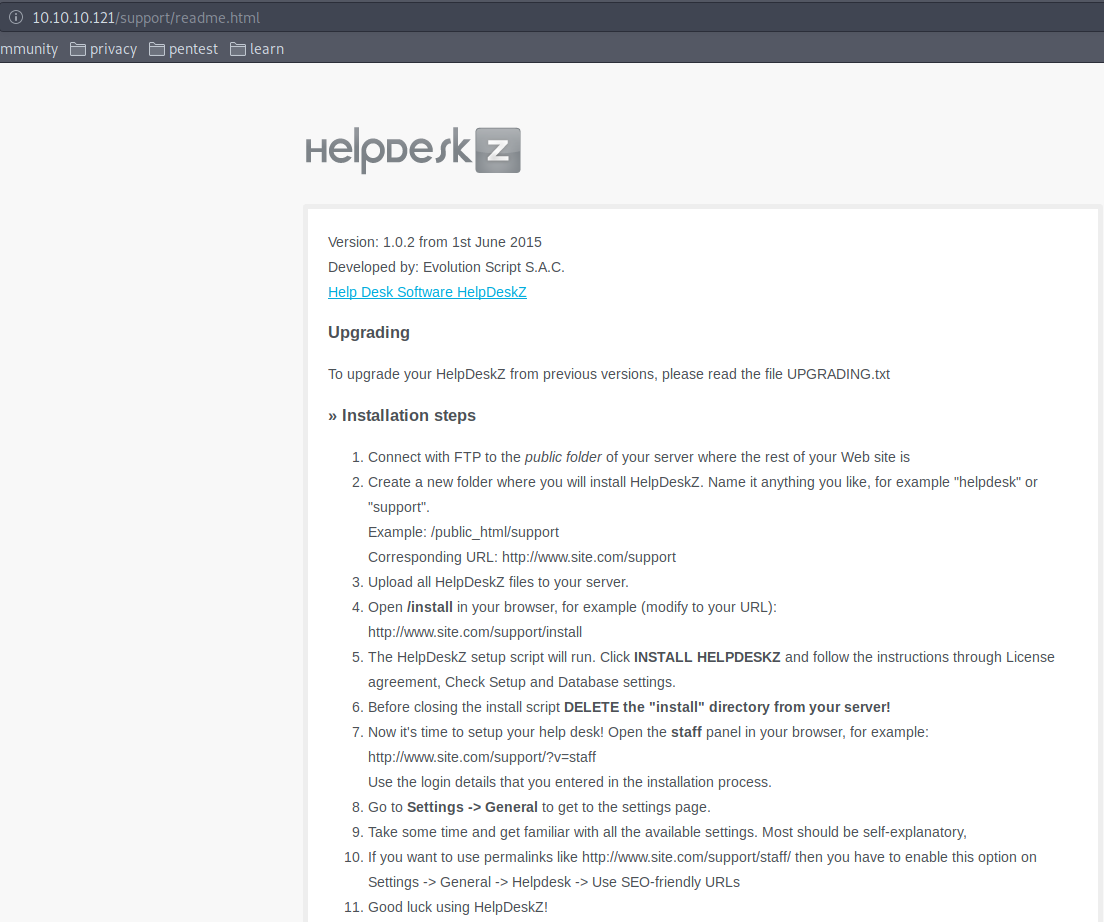 10.10.10.121/support/readme.html
mmunity privacy pentest learn
HelpDesk Z
Version: 1.0.2 from 1st June 2015
Developed by: Evolution Script S.A.C.
Help Desk Software HelpDeskZ
Upgrading
To upgrade your HelpDeskZ from previous versions, please read the file UPGRADING.txt
» Installation steps
1. Connect with FTP to the public folder of your server where the rest of your Web site is
2. Create a new folder where you will install HelpDeskZ. Name it anything you like, for example "helpdesk" or
"support".
Example: /public_html/support
Corresponding URL: http://www.site.com/support
3. Upload all HelpDeskZ files to your server.
4. Open /install in your browser, for example (modify to your URL):
http://www.site.com/support/install
5. The HelpDeskZ setup script will run. Click INSTALL HELPDESKZ and follow the instructions through License
agreement, Check Setup and Database settings.
6. Before closing the install script DELETE the "install" directory from your server!
7. Now it's time to setup your help desk! Open the staff panel in your browser, for example:
http://www.site.com/support/?v=staff
Use the login details that you entered in the installation process.
8. Go to Settings -> General to get to the settings page.
9. Take some time and get familiar with all the available settings. Most should be self-explanatory,
10. If you want to use permalinks like http://www.site.com/support/staff/ then you have to enable this option on
Settings -> General -> Helpdesk -> Use SEO-friendly URLs
11. Good luck using HelpDeskZ!